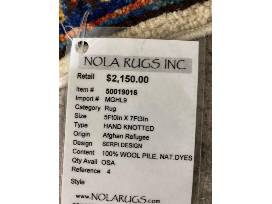 NOLA RUGS INC.
Retail $2,150.00
Item # 50019016
Import # MGHL9
Category Rug
Size 5Ft0In X 7Ft3In
Type HAND KNOTTED
Origin Afghan Refugee
Design SERPI DESIGN
Content 100% WOOL PILE, NAT.DYES
Qty Avail OSA
Reference 4
Style
www.NOLARUGS.com